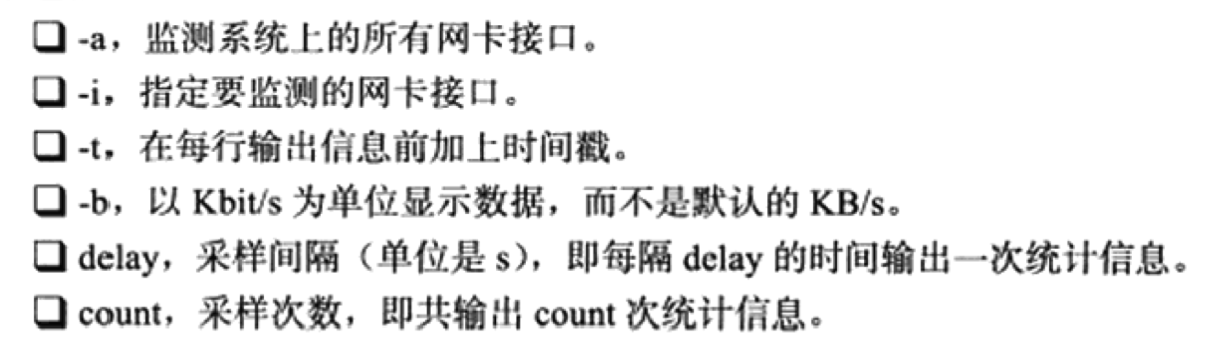 ❑ -a，监测系统上的所有网卡接口。
❑ -i，指定要监测的网卡接口。
❑ -t，在每行输出信息前加上时间戳。
❑ -b，以 Kbit/s 为单位显示数据，而不是默认的 KB/s。
❑ delay，采样间隔（单位是 s），即每隔 delay 的时间输出一次统计信息。
❑ count，采样次数，即共输出 count 次统计信息。